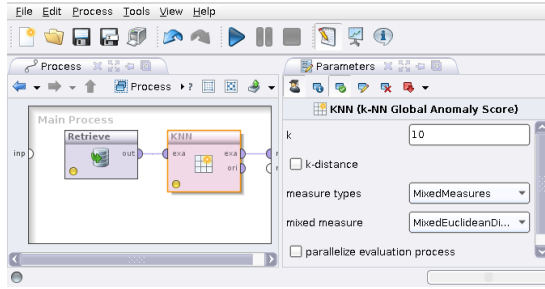 File Edit Process Tools View Help
Process
Parameters
Process ?
KNN (k-NN Global Anomaly Score)
Main Process
Retrieve KNN
k 10
inp out exa exa
ori
k-distance
measure types MixedMeasures
mixed measure MixedEuclideanDi...
parallelize evaluation process